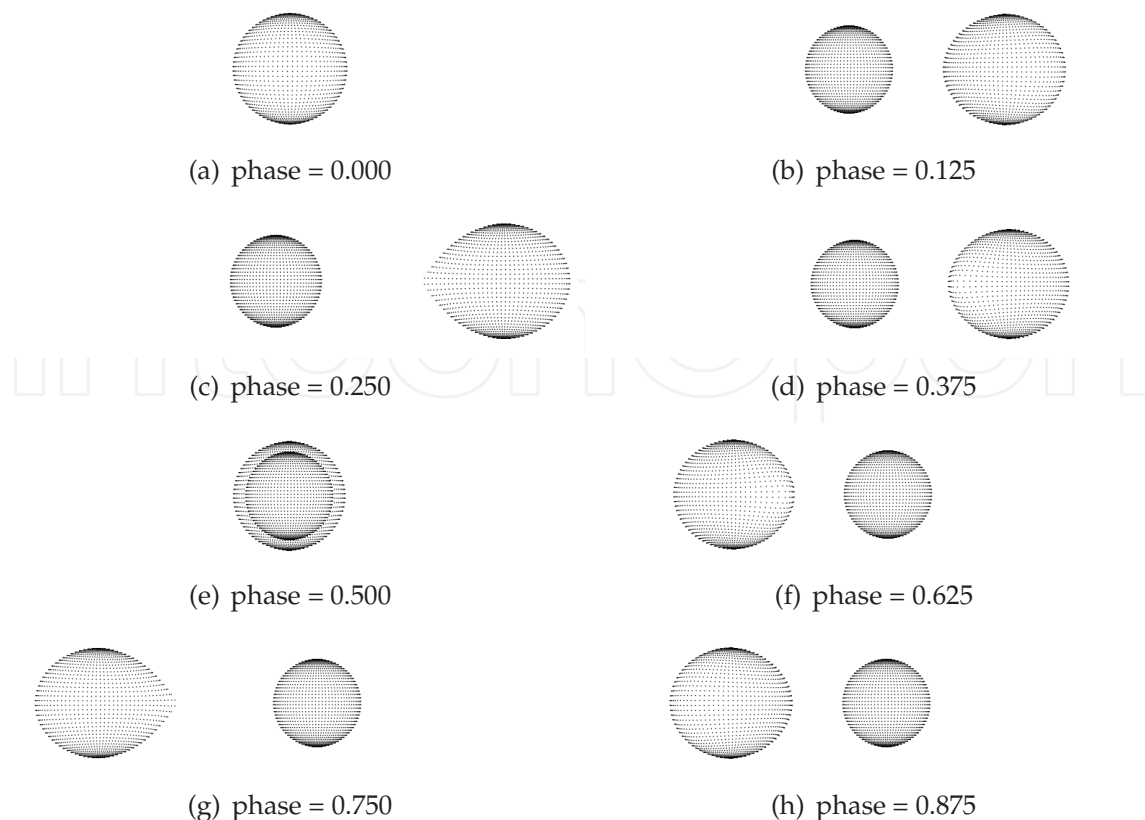 (a) phase = 0.000
(b) phase = 0.125
(c) phase = 0.250
(d) phase = 0.375
(e) phase = 0.500
(f) phase = 0.625
(g) phase = 0.750
(h) phase = 0.875